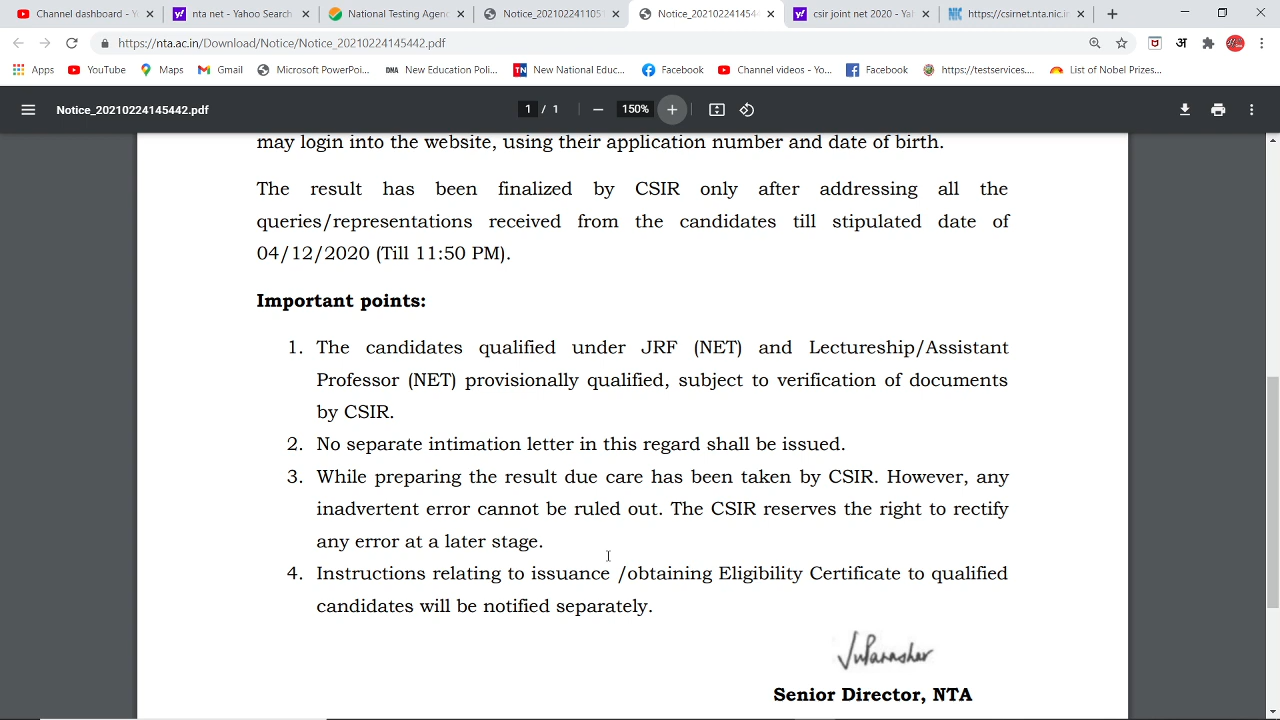 Channel dashboard - Y
nta net - Yahoo Search
National Testing Agenc
Notice_2021022411051
Notice_2021022414544
csir joint net 2020 - Yal
https://csirnet.nta.nic.in
https://nta.ac.in/Download/Notice/Notice_20210224145442.pdf
Apps
YouTube
Maps
Gmail
Microsoft PowerPoi...
DNA New Education Poli...
TN New National Educ...
Facebook
Channel videos - Yo...
Facebook
https://testservices....
List of Nobel Prizes...
Notice_20210224145442.pdf
1 / 1
150%
may login into the website, using their application number and date of birth.
The result has been finalized by CSIR only after addressing all the
queries/representations received from the candidates till stipulated date of
04/12/2020 (Till 11:50 PM).
Important points:
1. The candidates qualified under JRF (NET) and Lectureship/Assistant
Professor (NET) provisionally qualified, subject to verification of documents
by CSIR.
2. No separate intimation letter in this regard shall be issued.
3. While preparing the result due care has been taken by CSIR. However, any
inadvertent error cannot be ruled out. The CSIR reserves the right to rectify
any error at a later stage.
4. Instructions relating to issuance /obtaining Eligibility Certificate to qualified
candidates will be notified separately.
Senior Director, NTA